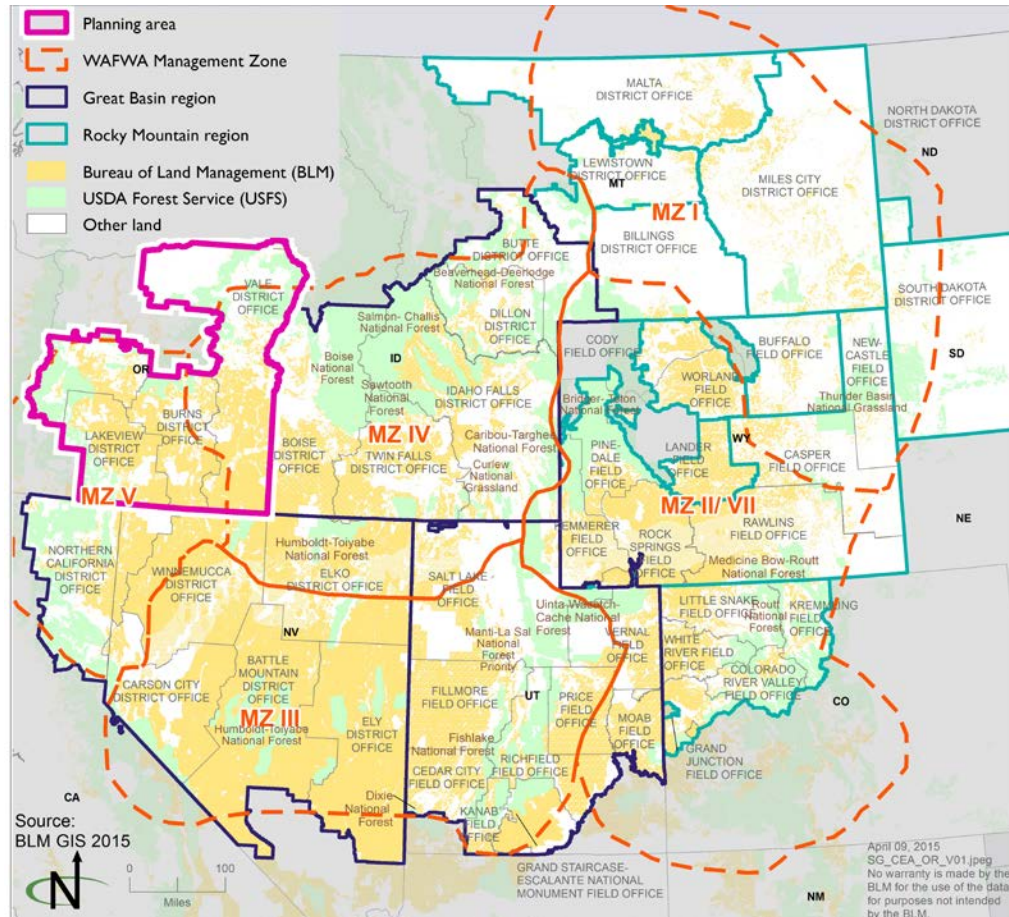 Planning area
WAFWA Management Zone
Great Basin region
Rocky Mountain region
Bureau of Land Management (BLM)
USDA Forest Service (USFS)
Other land
MALTA
DISTRICT OFFICE
NORTH DAKOTA
DISTRICT OFFICE
ND
LEWISTOWN
DISTRICT OFFICE
MT
MILES CITY
DISTRICT OFFICE
MZ I
BILLINGS
DISTRICT OFFICE
BUTTE
DISTRICT OFFICE
Beaverhead-Deerlodge
National Forest
VALE
DISTRICT
OFFICE
SOUTH DAKOTA
DISTRICT OFFICE
SD
Salmon- Challis
National Forest
DILLON
DISTRICT
OFFICE
CODY
FIELD OFFICE
BUFFALO
FIELD OFFICE
NEW-
CASTLE
FIELD
OFFICE
Thunder Basin
National Grassland
OR
Boise
National
Forest
ID
Sawtooth
National
Forest
IDAHO FALLS
DISTRICT OFFICE
WORLAND
FIELD
OFFICE
Bridger- Teton
National Forest
BURNS
DISTRICT
OFFICE
LAKEVIEW
DISTRICT
OFFICE
BOISE
DISTRICT
OFFICE
MZ IV
TWIN FALLS
DISTRICT OFFICE
Caribou-Targhee
National Forest
Curlew
National
Grassland
PINE-
DALE
FIELD
OFFICE
LANDER
FIELD
OFFICE
WY
CASPER
FIELD OFFICE
MZ V
MZ II/ VII
NE
KEMMERER
FIELD
OFFICE
ROCK
SPRINGS
FIELD
OFFICE
RAWLINS
FIELD OFFICE
Medicine Bow-Routt
National Forest
NORTHERN
CALIFORNIA
DISTRICT
OFFICE
WINNEMUCCA
DISTRICT
OFFICE
Humboldt-Toiyabe
National Forest
ELKO
DISTRICT OFFICE
SALT LAKE
FIELD
OFFICE
Uinta-Wasatch-
Cache National
Forest
LITTLE SNAKE
FIELD OFFICE
Routt
National
Forest
KREMMLING
FIELD
OFFICE
NV
Manti-La Sal
National
Forest
Priority
VERNAL
FIELD
OFFICE
WHITE
RIVER FIELD
OFFICE
COLORADO
RIVER VALLEY
FIELD OFFICE
CARSON CITY
DISTRICT OFFICE
BATTLE
MOUNTAIN
DISTRICT
OFFICE
MZ III
Humboldt-Toiyabe
National Forest
ELY
DISTRICT
OFFICE
FILLMORE
FIELD OFFICE
UT
PRICE
FIELD
OFFICE
MOAB
FIELD
OFFICE
CO
Fishlake
National Forest
RICHFIELD
FIELD OFFICE
GRAND
JUNCTION
FIELD OFFICE
CEDAR CITY
FIELD OFFICE
Dixie
National
Forest
KANAB
FIELD
OFFICE
CA
Source:
BLM GIS 2015
N
0 100
Miles
GRAND STAIRCASE-
ESCALANTE NATIONAL
MONUMENT FIELD OFFICE
NM
April 09, 2015
SG_CEA_OR_V01.jpeg
No warranty is made by the
BLM for the use of the data
for purposes not intended
by the BLM.